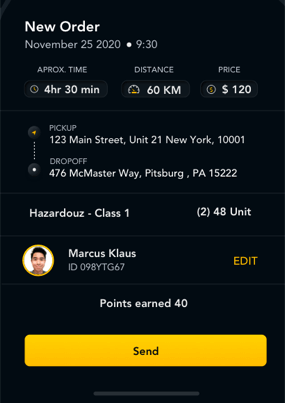 New Order
November 25 2020 • 9:30
APROX. TIME DISTANCE PRICE
4hr 30 min 60 KM $ 120
PICKUP
123 Main Street, Unit 21 New York, 10001
DROPOFF
476 McMaster Way, Pitsburg , PA 15222
Hazardouz - Class 1 (2) 48 Unit
Marcus Klaus
ID 098YTG67 EDIT
Points earned 40
Send